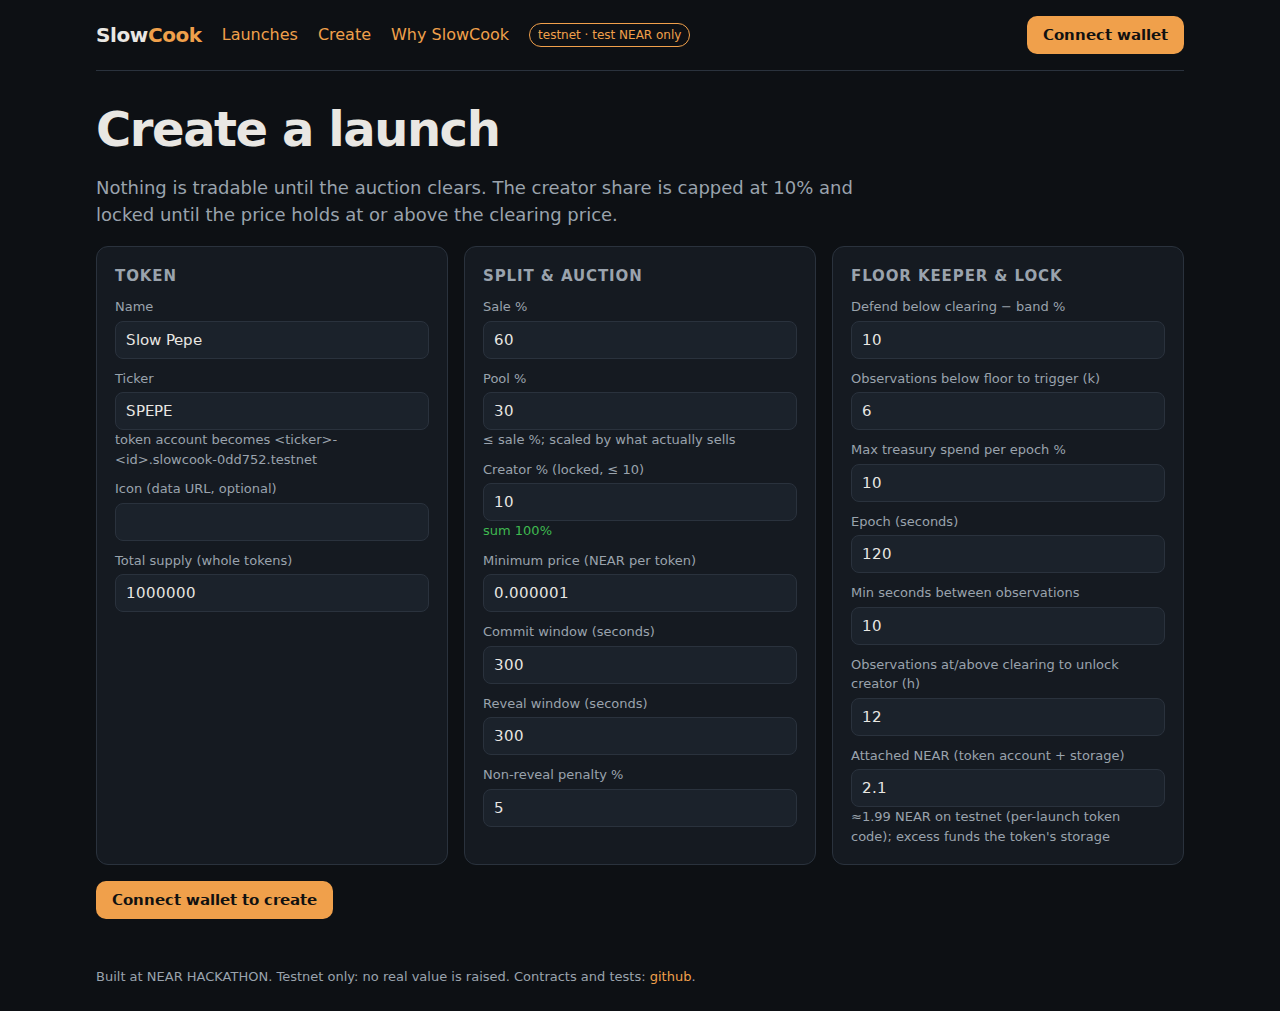 SlowCook Launches Create Why SlowCook testnet · test NEAR only Connect wallet
Create a launch
Nothing is tradable until the auction clears. The creator share is capped at 10% and
locked until the price holds at or above the clearing price.
TOKEN
Name
Slow Pepe
Ticker
SPEPE
token account becomes <ticker>-
<id>.slowcook-0dd752.testnet
Icon (data URL, optional)
Total supply (whole tokens)
1000000
SPLIT & AUCTION
Sale %
60
Pool %
30
≤ sale %; scaled by what actually sells
Creator % (locked, ≤ 10)
10
sum 100%
Minimum price (NEAR per token)
0.000001
Commit window (seconds)
300
Reveal window (seconds)
300
Non-reveal penalty %
5
FLOOR KEEPER & LOCK
Defend below clearing − band %
10
Observations below floor to trigger (k)
6
Max treasury spend per epoch %
10
Epoch (seconds)
120
Min seconds between observations
10
Observations at/above clearing to unlock
creator (h)
12
Attached NEAR (token account + storage)
2.1
≈1.99 NEAR on testnet (per-launch token
code); excess funds the token's storage
Connect wallet to create
Built at NEAR HACKATHON. Testnet only: no real value is raised. Contracts and tests: github.